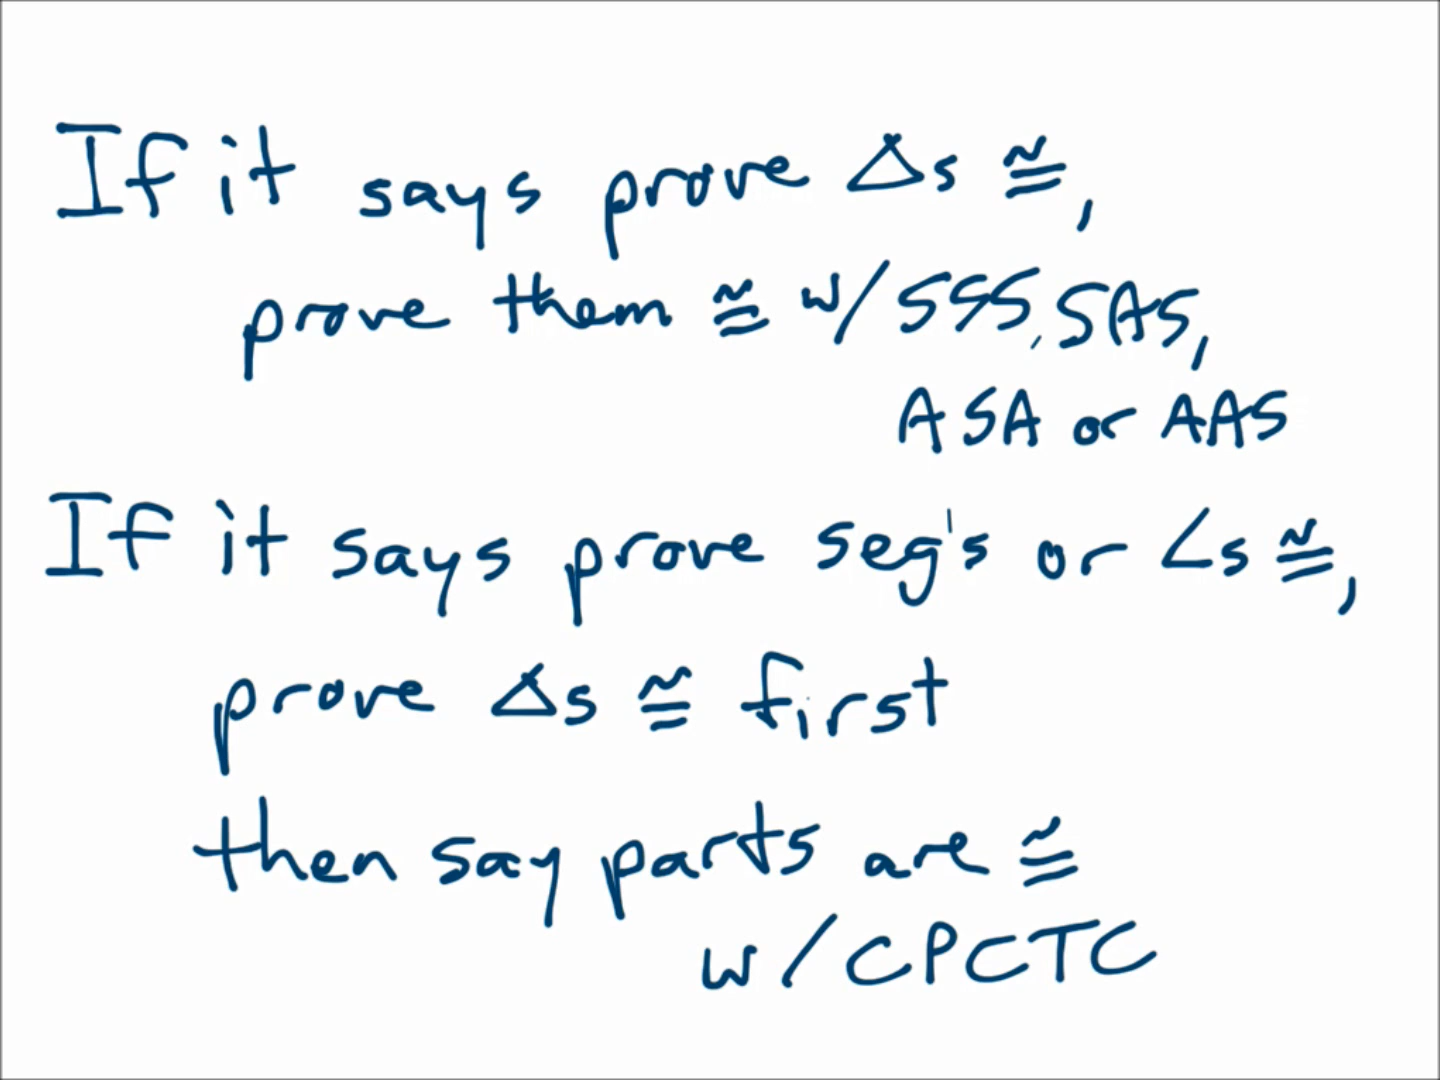 If it says prove △s ≅,
prove them ≅ w/ SSS, SAS,
ASA or AAS
If it says prove seg's or ∠s ≅,
prove △s ≅ first
then say parts are ≅
w/ CPCTC